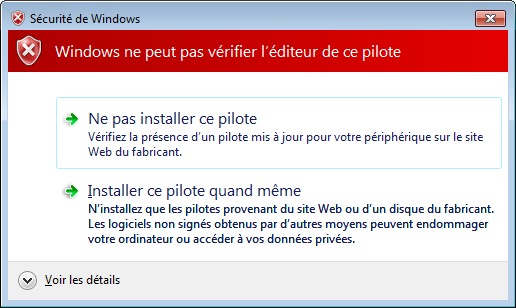 Sécurité de Windows
Windows ne peut pas vérifier l'éditeur de ce pilote
Ne pas installer ce pilote
Vérifiez la présence d'un pilote mis à jour pour votre périphérique sur le site
Web du fabricant.
Installer ce pilote quand même
N'installez que les pilotes provenant du site Web ou d'un disque du fabricant.
Les logiciels non signés obtenus par d'autres moyens peuvent endommager
votre ordinateur ou accéder à vos données privées.
Voir les détails